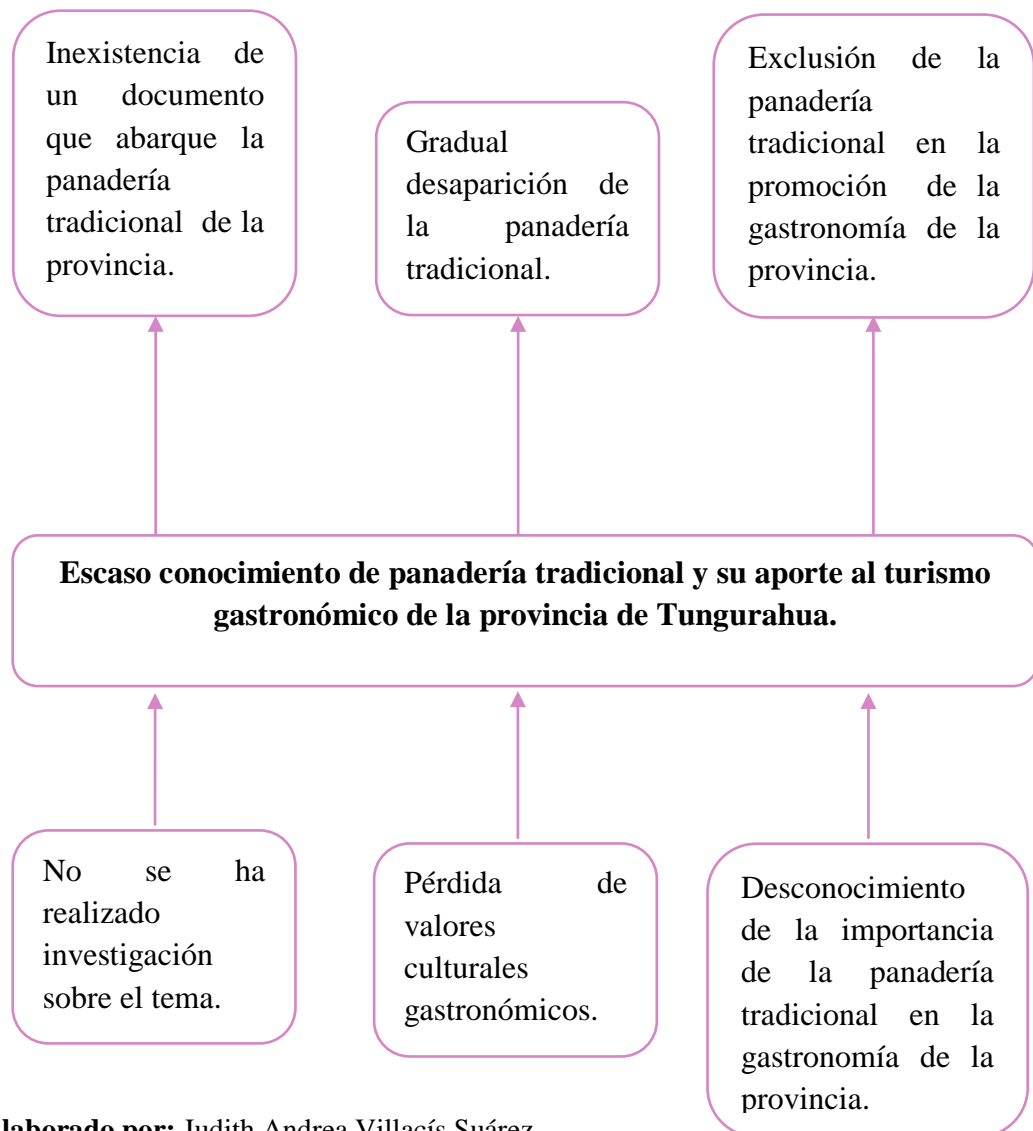 Inexistencia de
un documento
que abarque la
panadería
tradicional de la
provincia.
Gradual
desaparición de
la panadería
tradicional.
Exclusión de la
panadería
tradicional en la
promoción de la
gastronomía de la
provincia.
Escaso conocimiento de panadería tradicional y su aporte al turismo
gastronómico de la provincia de Tungurahua.
No se ha
realizado
investigación
sobre el tema.
Pérdida de
valores
culturales
gastronómicos.
Desconocimiento
de la importancia
de la panadería
tradicional en la
gastronomía de la
provincia.
laborado por: Judith Andrea Villacís Suárez